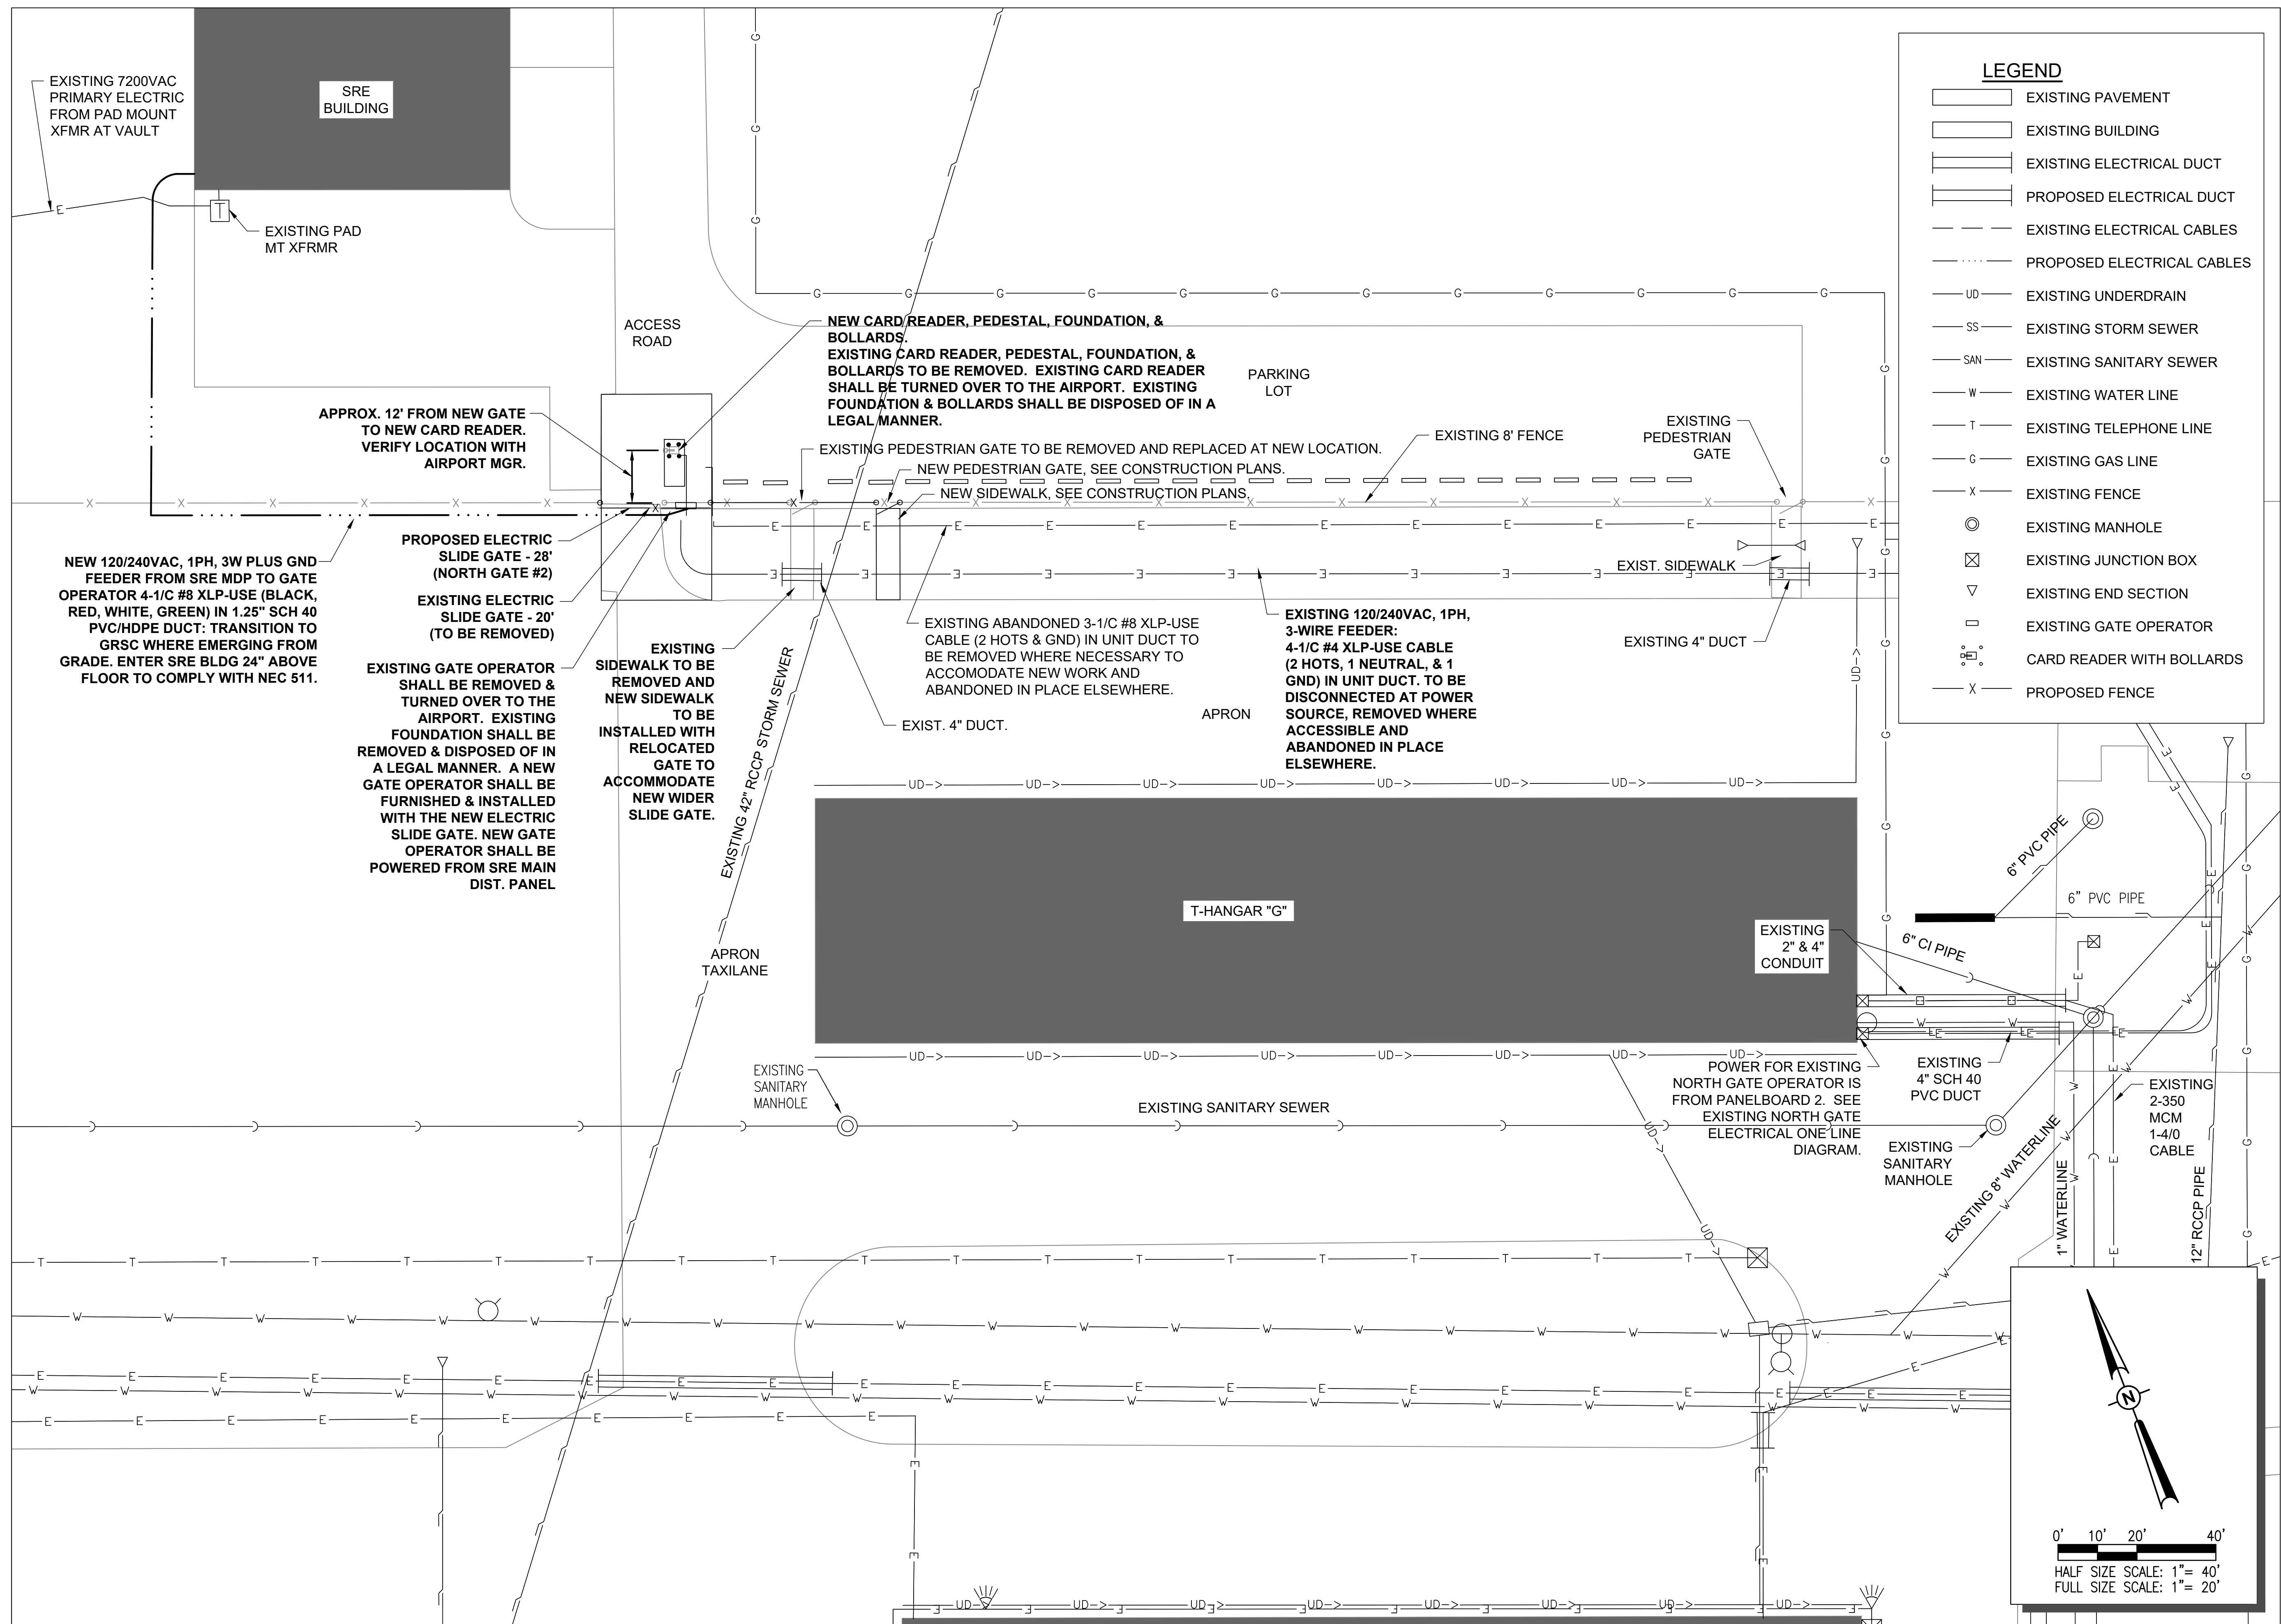 EXISTING 7200VAC
PRIMARY ELECTRIC
FROM PAD MOUNT
XFMR AT VAULT
SRE
BUILDING
E
T
EXISTING PAD
MT XFRMR
ACCESS
ROAD
NEW CARD READER, PEDESTAL, FOUNDATION, &
BOLLARDS.
EXISTING CARD READER, PEDESTAL, FOUNDATION, &
BOLLARDS TO BE REMOVED. EXISTING CARD READER
SHALL BE TURNED OVER TO THE AIRPORT. EXISTING
FOUNDATION & BOLLARDS SHALL BE DISPOSED OF IN A
LEGAL MANNER.
PARKING
LOT
APPROX. 12' FROM NEW GATE
TO NEW CARD READER.
VERIFY LOCATION WITH
AIRPORT MGR.
EXISTING PEDESTRIAN GATE TO BE REMOVED AND REPLACED AT NEW LOCATION.
NEW PEDESTRIAN GATE, SEE CONSTRUCTION PLANS.
NEW SIDEWALK, SEE CONSTRUCTION PLANS.
EXISTING 8' FENCE
EXISTING
PEDESTRIAN
GATE
NEW 120/240VAC, 1PH, 3W PLUS GND
FEEDER FROM SRE MDP TO GATE
OPERATOR 4-1/C #8 XLP-USE (BLACK,
RED, WHITE, GREEN) IN 1.25" SCH 40
PVC/HDPE DUCT: TRANSITION TO
GRSC WHERE EMERGING FROM
GRADE. ENTER SRE BLDG 24" ABOVE
FLOOR TO COMPLY WITH NEC 511.
PROPOSED ELECTRIC
SLIDE GATE - 28'
(NORTH GATE #2)
EXISTING ELECTRIC
SLIDE GATE - 20'
(TO BE REMOVED)
EXISTING GATE OPERATOR
SHALL BE REMOVED &
TURNED OVER TO THE
AIRPORT. EXISTING
FOUNDATION SHALL BE
REMOVED & DISPOSED OF IN
A LEGAL MANNER. A NEW
GATE OPERATOR SHALL BE
FURNISHED & INSTALLED
WITH THE NEW ELECTRIC
SLIDE GATE. NEW GATE
OPERATOR SHALL BE
POWERED FROM SRE MAIN
DIST. PANEL
EXISTING
SIDEWALK TO BE
REMOVED AND
NEW SIDEWALK
TO BE
INSTALLED WITH
RELOCATED
GATE TO
ACCOMMODATE
NEW WIDER
SLIDE GATE.
EXISTING 42" RCCP STORM SEWER
EXISTING ABANDONED 3-1/C #8 XLP-USE
CABLE (2 HOTS & GND) IN UNIT DUCT TO
BE REMOVED WHERE NECESSARY TO
ACCOMODATE NEW WORK AND
ABANDONED IN PLACE ELSEWHERE.
EXIST. 4" DUCT.
APRON
EXISTING 120/240VAC, 1PH,
3-WIRE FEEDER:
4-1/C #4 XLP-USE CABLE
(2 HOTS, 1 NEUTRAL, & 1
GND) IN UNIT DUCT. TO BE
DISCONNECTED AT POWER
SOURCE, REMOVED WHERE
ACCESSIBLE AND
ABANDONED IN PLACE
ELSEWHERE.
EXIST. SIDEWALK
EXISTING 4" DUCT
T-HANGAR "G"
APRON
TAXILANE
EXISTING
2" & 4"
CONDUIT
6" CI PIPE
6" PVC PIPE
6" PVC PIPE
EXISTING
SANITARY
MANHOLE
EXISTING SANITARY SEWER
POWER FOR EXISTING
NORTH GATE OPERATOR IS
FROM PANELBOARD 2. SEE
EXISTING NORTH GATE
ELECTRICAL ONE LINE
DIAGRAM.
EXISTING
4" SCH 40
PVC DUCT
EXISTING
SANITARY
MANHOLE
EXISTING
2-350
MCM
1-4/0
CABLE
EXISTING 8" WATERLINE
1" WATERLINE
12" RCCP PIPE
LEGEND
EXISTING PAVEMENT
EXISTING BUILDING
EXISTING ELECTRICAL DUCT
PROPOSED ELECTRICAL DUCT
EXISTING ELECTRICAL CABLES
PROPOSED ELECTRICAL CABLES
UD EXISTING UNDERDRAIN
SS EXISTING STORM SEWER
SAN EXISTING SANITARY SEWER
W EXISTING WATER LINE
T EXISTING TELEPHONE LINE
G EXISTING GAS LINE
X EXISTING FENCE
EXISTING MANHOLE
EXISTING JUNCTION BOX
EXISTING END SECTION
EXISTING GATE OPERATOR
CARD READER WITH BOLLARDS
X PROPOSED FENCE
N
0' 10' 20' 40'
HALF SIZE SCALE: 1"= 40'
FULL SIZE SCALE: 1"= 20'